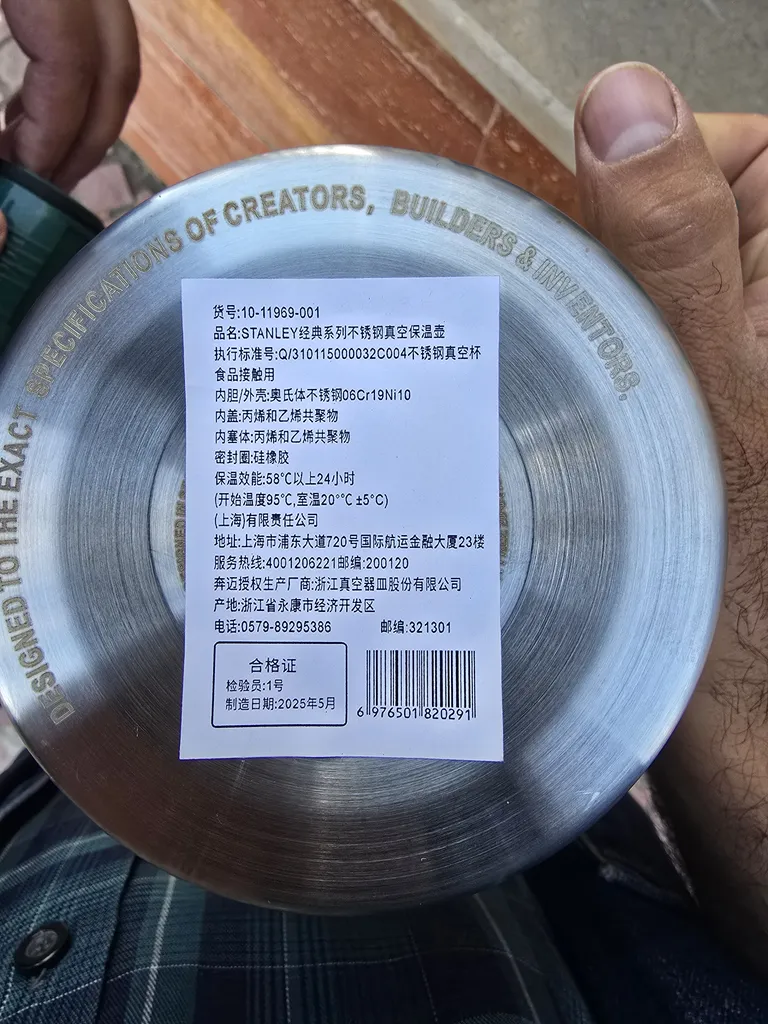 DESIGNED TO THE EXACT SPECIFICATIONS OF CREATORS, BUILDERS & INVENTORS,
货号:10-11969-001
品名:STANLEY经典系列不锈钢真空保温壶
执行标准号:Q/310115000032C004不锈钢真空杯
食品接触用
内胆/外壳:奥氏体不锈钢06Cr19Ni10
内盖:丙烯和乙烯共聚物
内塞体:丙烯和乙烯共聚物
密封圈:硅橡胶
保温效能:58℃以上24小时
(开始温度95℃,室温20°℃ ±5°C)
(上海)有限责任公司
地址:上海市浦东大道720号国际航运金融大厦23楼
服务热线:4001206221邮编:200120
奔迈授权生产厂商:浙江真空器皿股份有限公司
产地:浙江省永康市经济开发区
电话:0579-89295386 邮编:321301
合格证
检验员:1号
制造日期:2025年5月
6 976501 820291